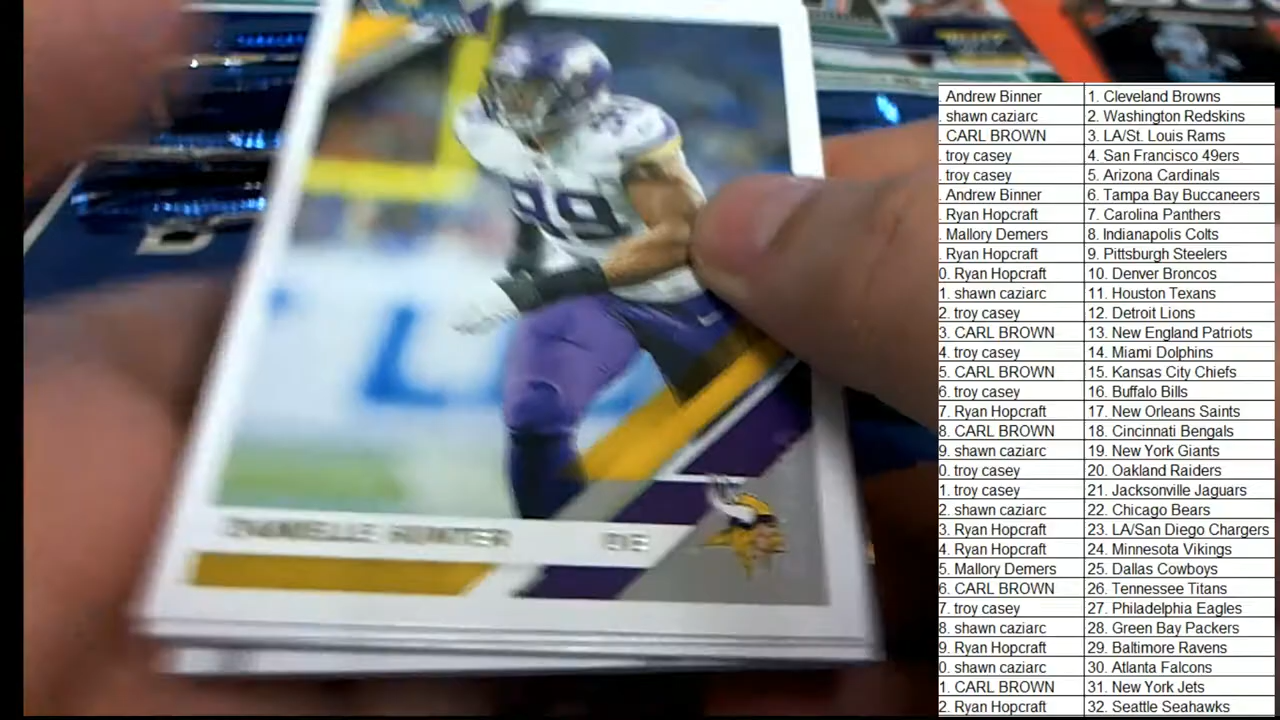 99
DANIELLE HUNTER DE
. Andrew Binner 1. Cleveland Browns
. shawn caziarc 2. Washington Redskins
. CARL BROWN 3. LA/St. Louis Rams
. troy casey 4. San Francisco 49ers
. troy casey 5. Arizona Cardinals
. Andrew Binner 6. Tampa Bay Buccaneers
. Ryan Hopcraft 7. Carolina Panthers
. Mallory Demers 8. Indianapolis Colts
. Ryan Hopcraft 9. Pittsburgh Steelers
0. Ryan Hopcraft 10. Denver Broncos
1. shawn caziarc 11. Houston Texans
2. troy casey 12. Detroit Lions
3. CARL BROWN 13. New England Patriots
4. troy casey 14. Miami Dolphins
5. CARL BROWN 15. Kansas City Chiefs
6. troy casey 16. Buffalo Bills
7. Ryan Hopcraft 17. New Orleans Saints
8. CARL BROWN 18. Cincinnati Bengals
9. shawn caziarc 19. New York Giants
0. troy casey 20. Oakland Raiders
1. troy casey 21. Jacksonville Jaguars
2. shawn caziarc 22. Chicago Bears
3. Ryan Hopcraft 23. LA/San Diego Chargers
4. Ryan Hopcraft 24. Minnesota Vikings
5. Mallory Demers 25. Dallas Cowboys
6. CARL BROWN 26. Tennessee Titans
7. troy casey 27. Philadelphia Eagles
8. shawn caziarc 28. Green Bay Packers
9. Ryan Hopcraft 29. Baltimore Ravens
0. shawn caziarc 30. Atlanta Falcons
1. CARL BROWN 31. New York Jets
2. Ryan Hopcraft 32. Seattle Seahawks